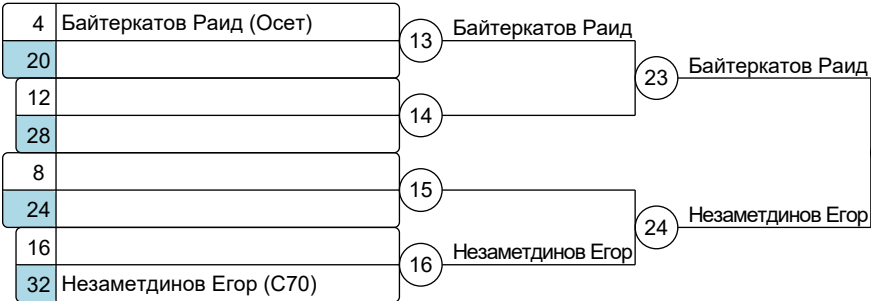 4 Байтеркатов Раид (Осет)
20
12
28
8
24
16
32 Незаметдинов Егор (С70)
13 Байтеркатов Раид
14
15
16 Незаметдинов Егор
23 Байтеркатов Раид
24 Незаметдинов Егор